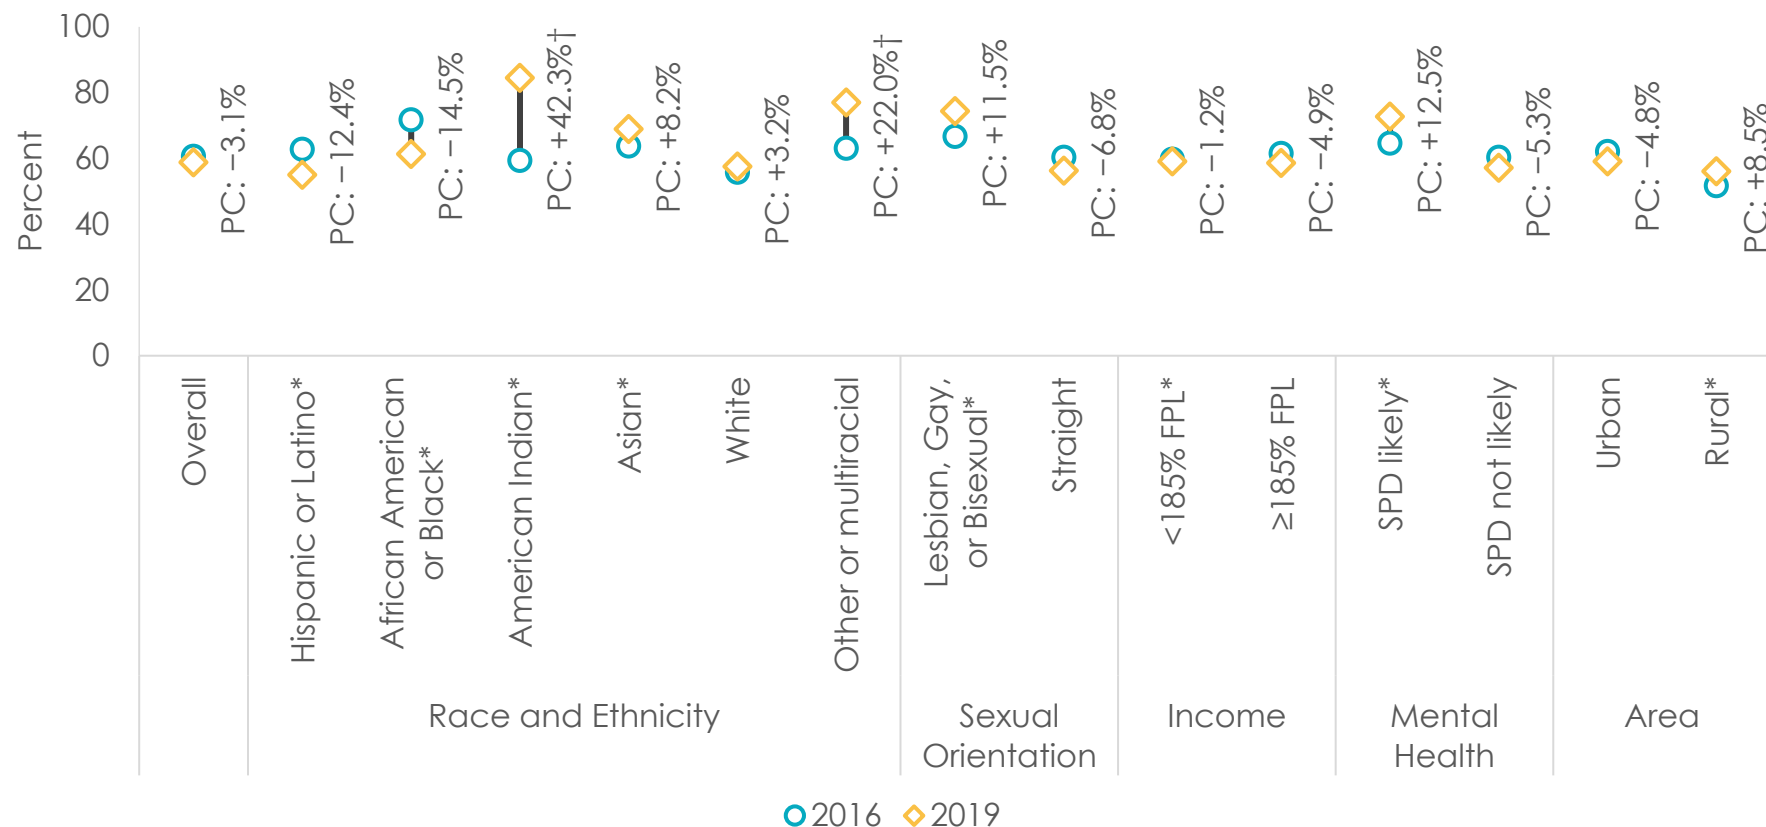 100
80
60
40
20
0
Percent
PC: −3.1%
PC: −12.4%
PC: −14.5%
PC: +42.3%†
PC: +8.2%
PC: +3.2%
PC: +22.0%†
PC: +11.5%
PC: −6.8%
PC: −1.2%
PC: −4.9%
PC: +12.5%
PC: −5.3%
PC: −4.8%
PC: +8.5%
Overall
Hispanic or Latino*
African American
or Black*
American Indian*
Asian*
White
Other or multiracial
Lesbian, Gay,
or Bisexual*
Straight
<185% FPL*
≥185% FPL
SPD likely*
SPD not likely
Urban
Rural*
Race and Ethnicity
Sexual
Orientation
Income
Mental
Health
Area
2016
2019